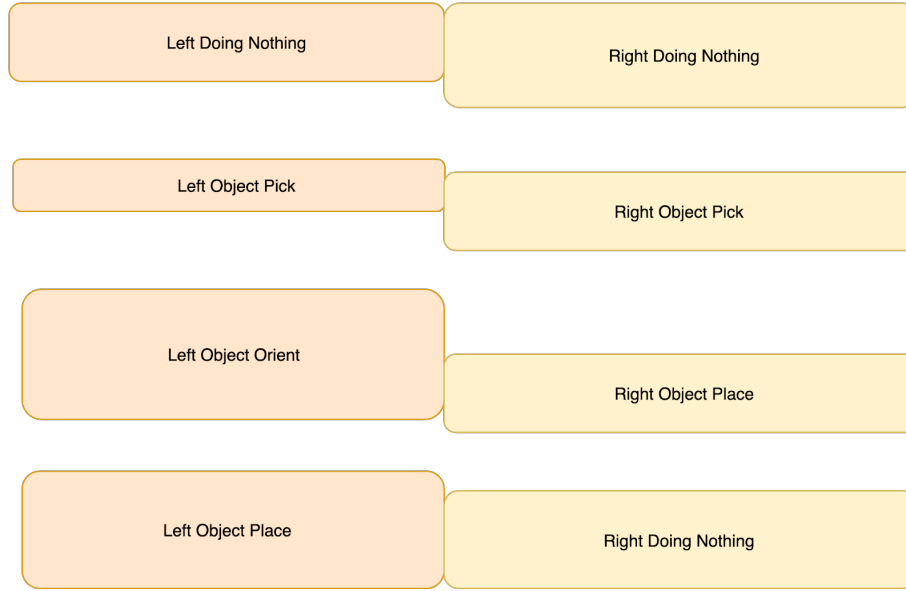 Left Doing Nothing
Right Doing Nothing
Left Object Pick
Right Object Pick
Left Object Orient
Right Object Place
Left Object Place
Right Doing Nothing